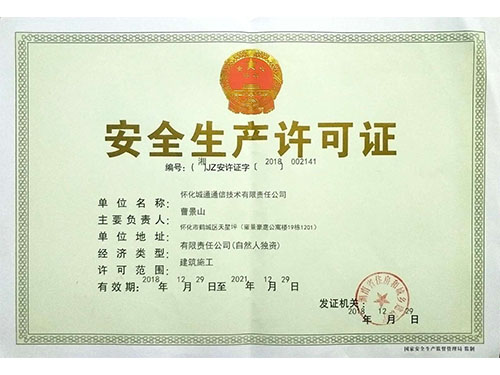 安全生产许可证
编号：（湘）JZ安许证字〔2018〕002141
单位名称：怀化城通通信技术有限责任公司
主要负责人：曹景山
单位地址：怀化市鹤城区天星坪（宵景豪庭公寓楼19栋1201）
经济类型：有限责任公司（自然人独资）
许可范围：建筑施工
有效期：2018年12月29日至2021年12月29日
发证机关：
2018年12月29日
国家安全生产监督管理局 监制